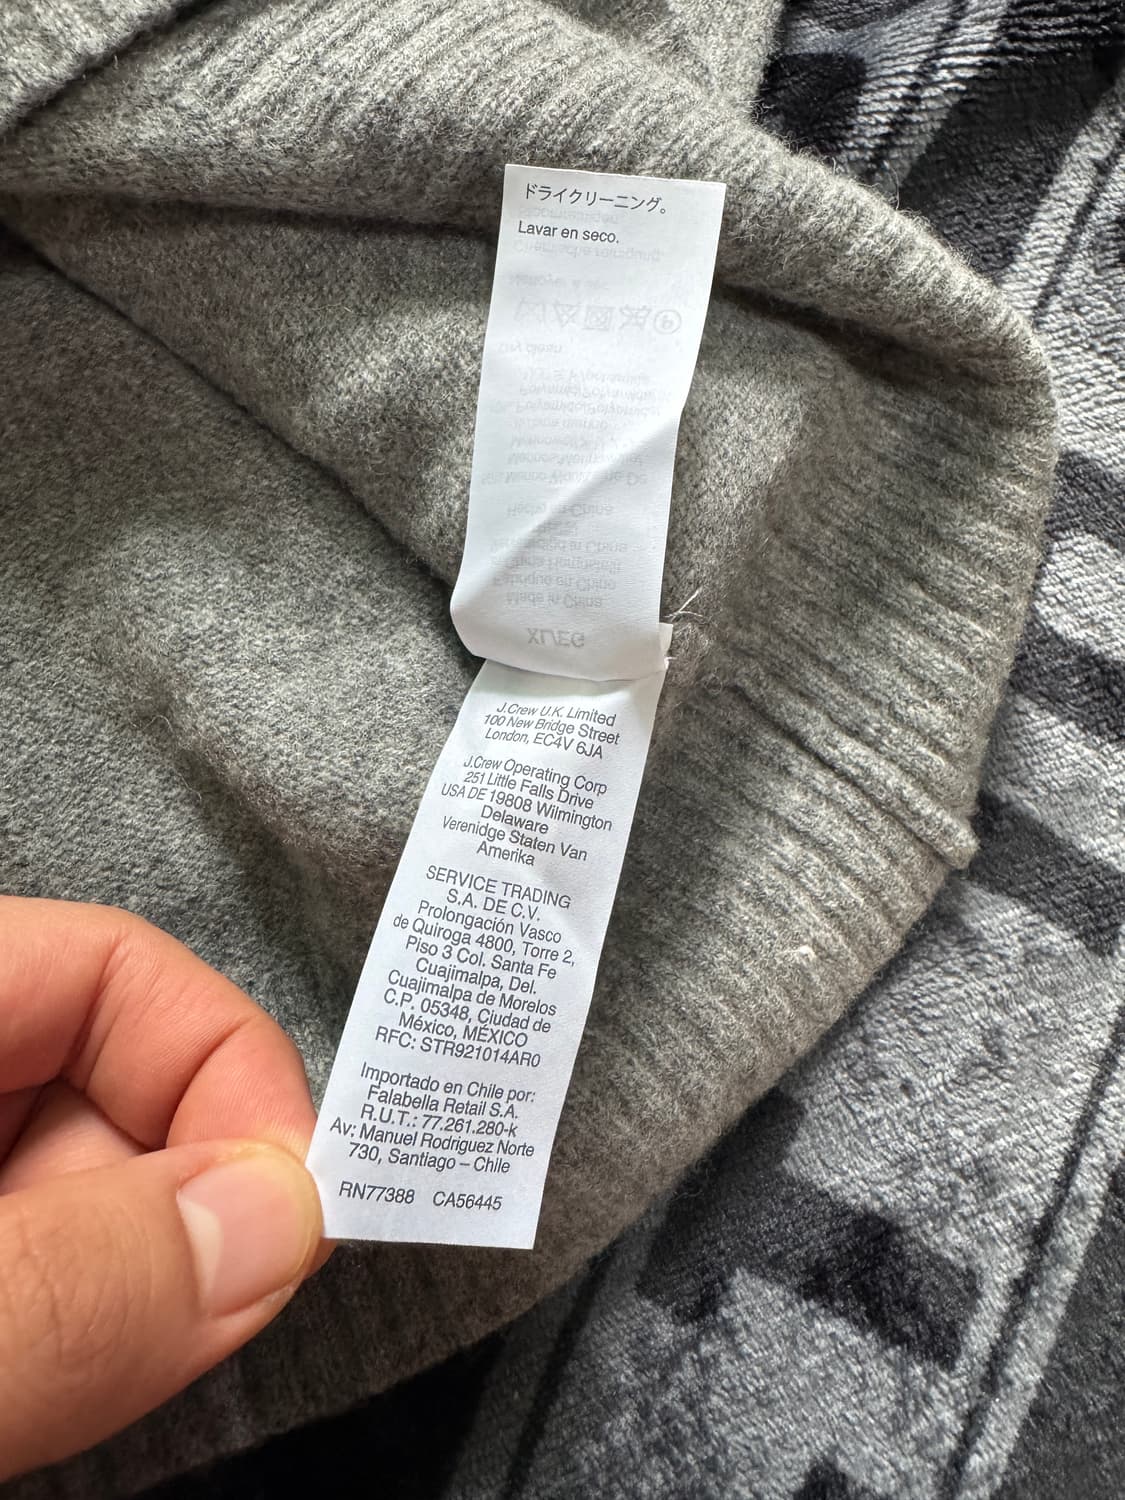 ドライクリーニング。
Lavar en seco.
J.Crew U.K. Limited
100 New Bridge Street
London, EC4V 6JA
J.Crew Operating Corp
251 Little Falls Drive
USA DE 19808 Wilmington
Delaware
Verenidge Staten Van
Amerika
SERVICE TRADING
S.A. DE C.V.
Prolongación Vasco
de Quiroga 4800, Torre 2,
Piso 3 Col. Santa Fe
Cuajimalpa, Del.
Cuajimalpa de Morelos
C.P. 05348, Ciudad de
México, MÉXICO
RFC: STR921014AR0
Importado en Chile por:
Falabella Retail S.A.
R.U.T.: 77.261.280-k
Av: Manuel Rodriguez Norte
730, Santiago – Chile
RN77388 CA56445